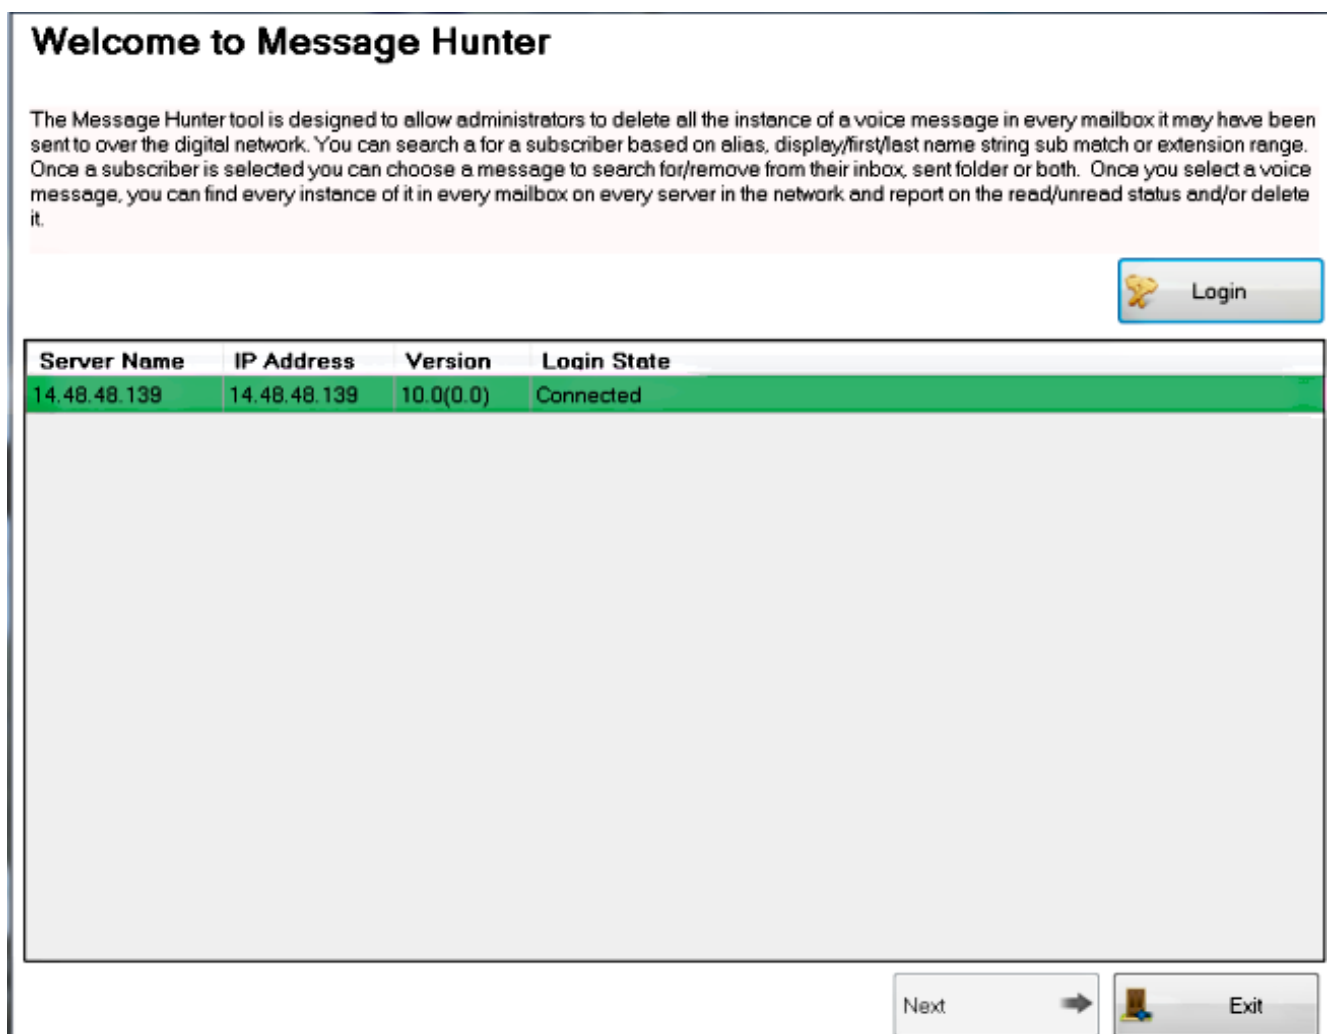 Welcome to Message Hunter
The Message Hunter tool is designed to allow administrators to delete all the instance of a voice message in every mailbox it may have been
sent to over the digital network. You can search a for a subscriber based on alias, display/first/last name string sub match or extension range.
Once a subscriber is selected you can choose a message to search for/remove from their inbox, sent folder or both.  Once you select a voice
message, you can find every instance of it in every mailbox on every server in the network and report on the read/unread status and/or delete
it.
Login
Server Name IP Address Version Login State
14.48.48.139 14.48.48.139 10.0(0.0) Connected
Next Exit